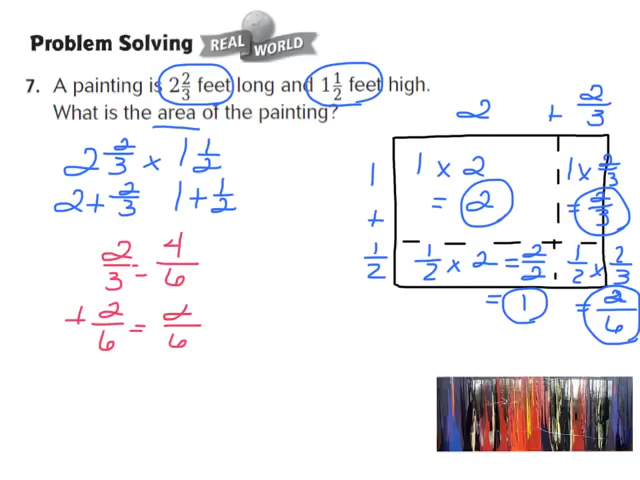 Problem Solving REAL WORLD
7. A painting is 2 2/3 feet long and 1 1/2 feet high.
What is the area of the painting?
2 2/3 × 1 1/2
2 + 2/3 1 + 1/2
2/3 = 4/6
+ 2/6 = 2/6
2 + 2/3
1 + 1/2
1 × 2 = 2
1 × 2/3 = 2/3
1/2 × 2 = 2/2 = 1
1/2 × 2/3 = 2/6